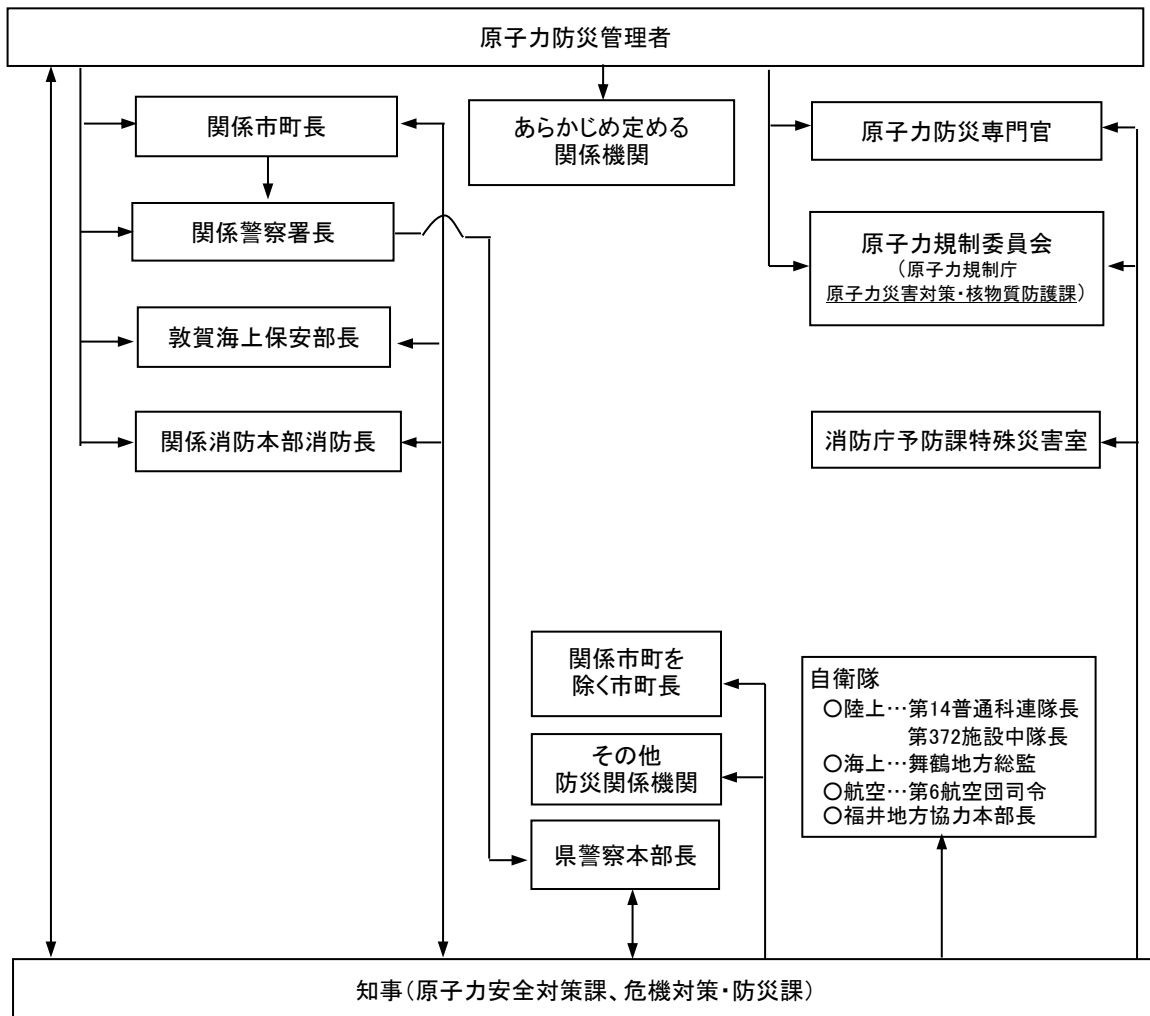 原子力防災管理者
関係市町長
あらかじめ定める
関係機関
原子力防災専門官
関係警察署長
原子力規制委員会
（原子力規制庁
原子力災害対策・核物質防護課）
敦賀海上保安部長
関係消防本部消防長
消防庁予防課特殊災害室
関係市町を
除く市町長
その他
防災関係機関
県警察本部長
自衛隊
○陸上…第14普通科連隊長
第372施設中隊長
○海上…舞鶴地方総監
○航空…第6航空団司令
○福井地方協力本部長
知事（原子力安全対策課、危機対策・防災課）